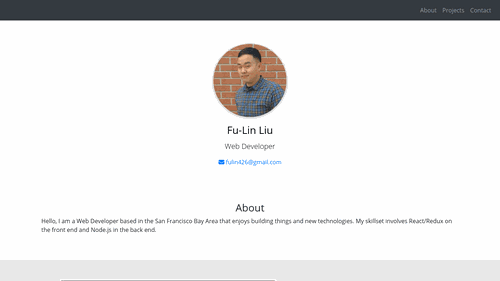 About Projects Contact
Fu-Lin Liu
Web Developer
fulin426@gmail.com
About
Hello, I am a Web Developer based in the San Francisco Bay Area that enjoys building things and new technologies. My skillset involves React/Redux on
the front end and Node.js in the back end.